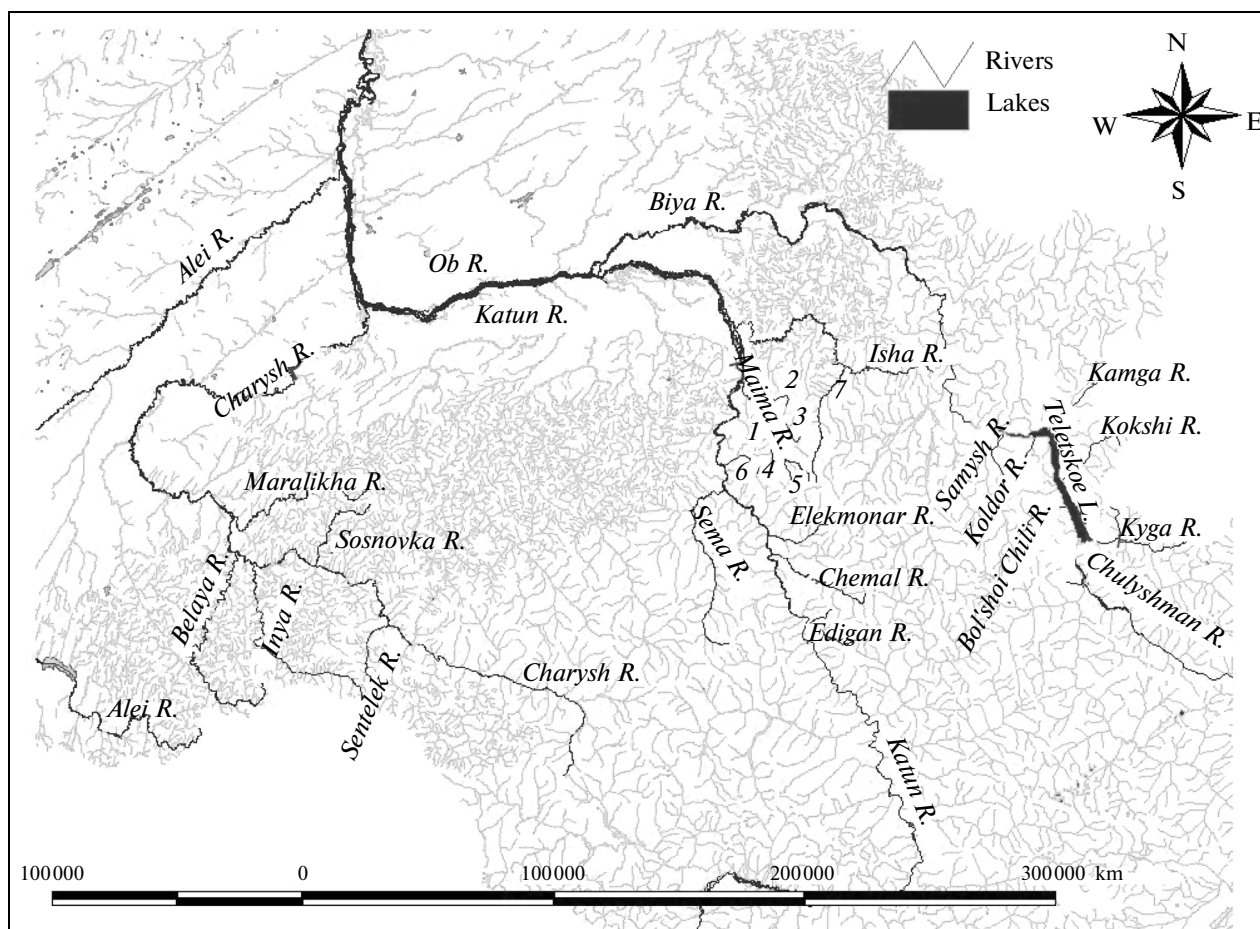 N
Rivers
Lakes
W
E
S
Biya R.
Alei R.
Ob R.
Katun R.
Charysh R.
Maima R.
Isha R.
2
7
3
1
4
6
5
Kamga R.
Kokshi R.
Teletskoe L.
Samysh R.
Koldor R.
Bol'shoi Chili R.
Kyga R.
Chulyshman R.
Maralikha R.
Sosnovka R.
Elekmonar R.
Sema R.
Chemal R.
Edigan R.
Belaya R.
Inya R.
Sentelek R.
Charysh R.
Alei R.
Katun R.
100000 0 100000 200000 300000 km